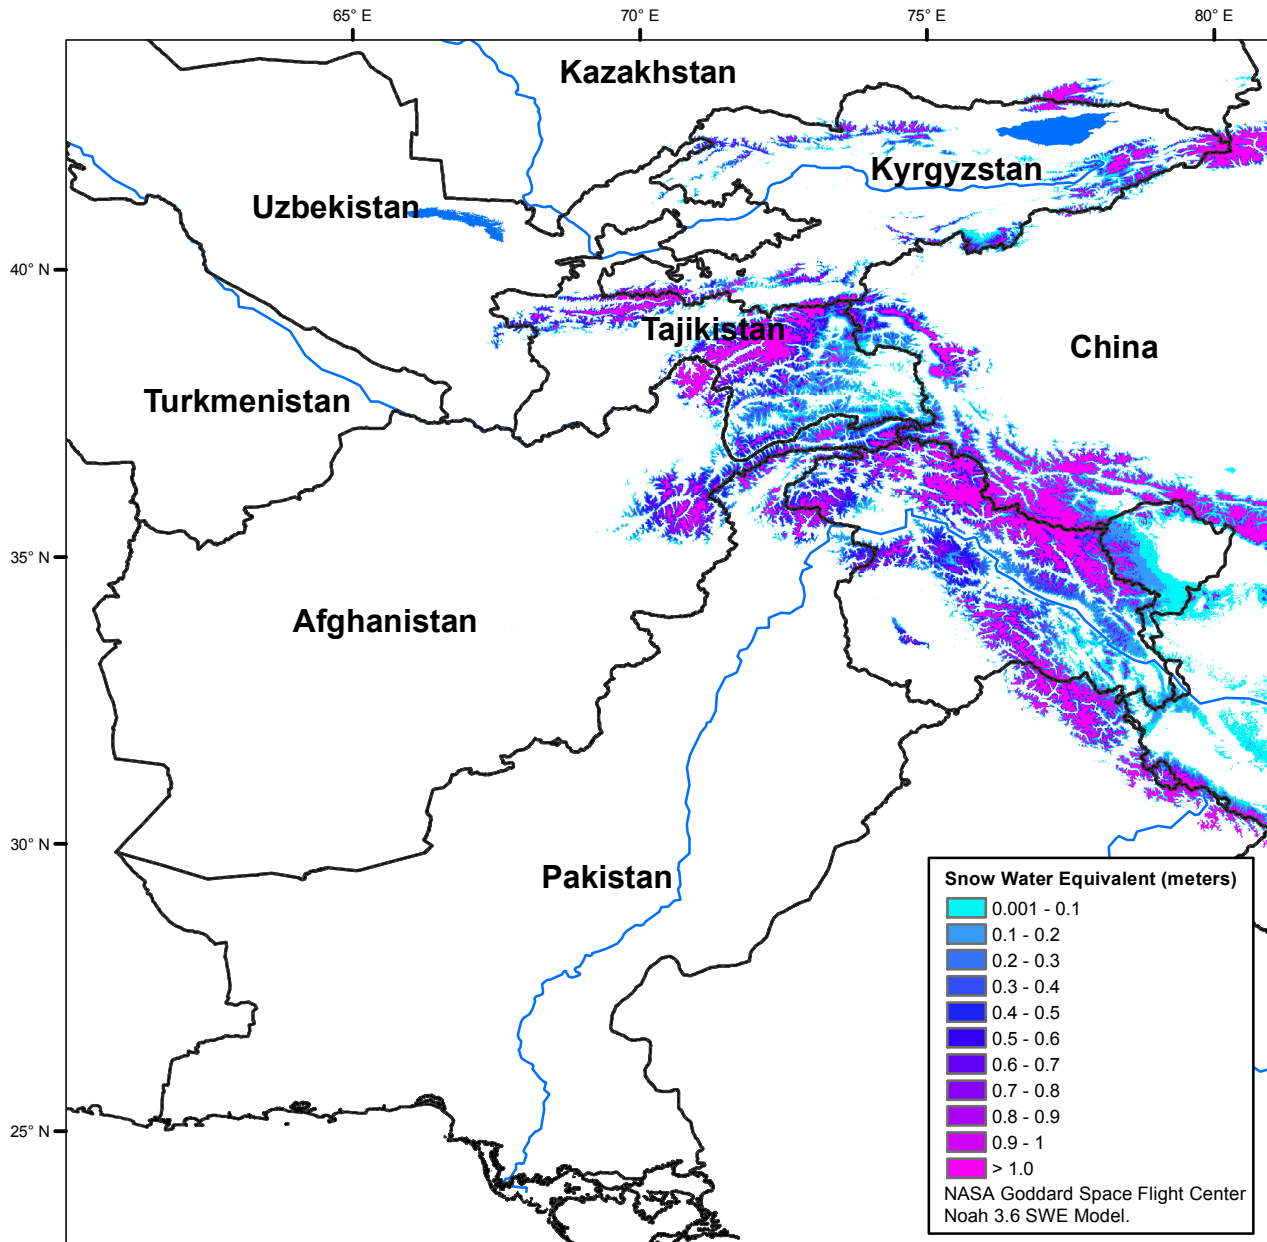 65° E
70° E
75° E
80° E
Kazakhstan
Kyrgyzstan
Uzbekistan
40° N
Tajikistan
China
Turkmenistan
35° N
Afghanistan
30° N
Pakistan
25° N
Snow Water Equivalent (meters)
0.001 - 0.1
0.1 - 0.2
0.2 - 0.3
0.3 - 0.4
0.4 - 0.5
0.5 - 0.6
0.6 - 0.7
0.7 - 0.8
0.8 - 0.9
0.9 - 1
> 1.0
NASA Goddard Space Flight Center
Noah 3.6 SWE Model.